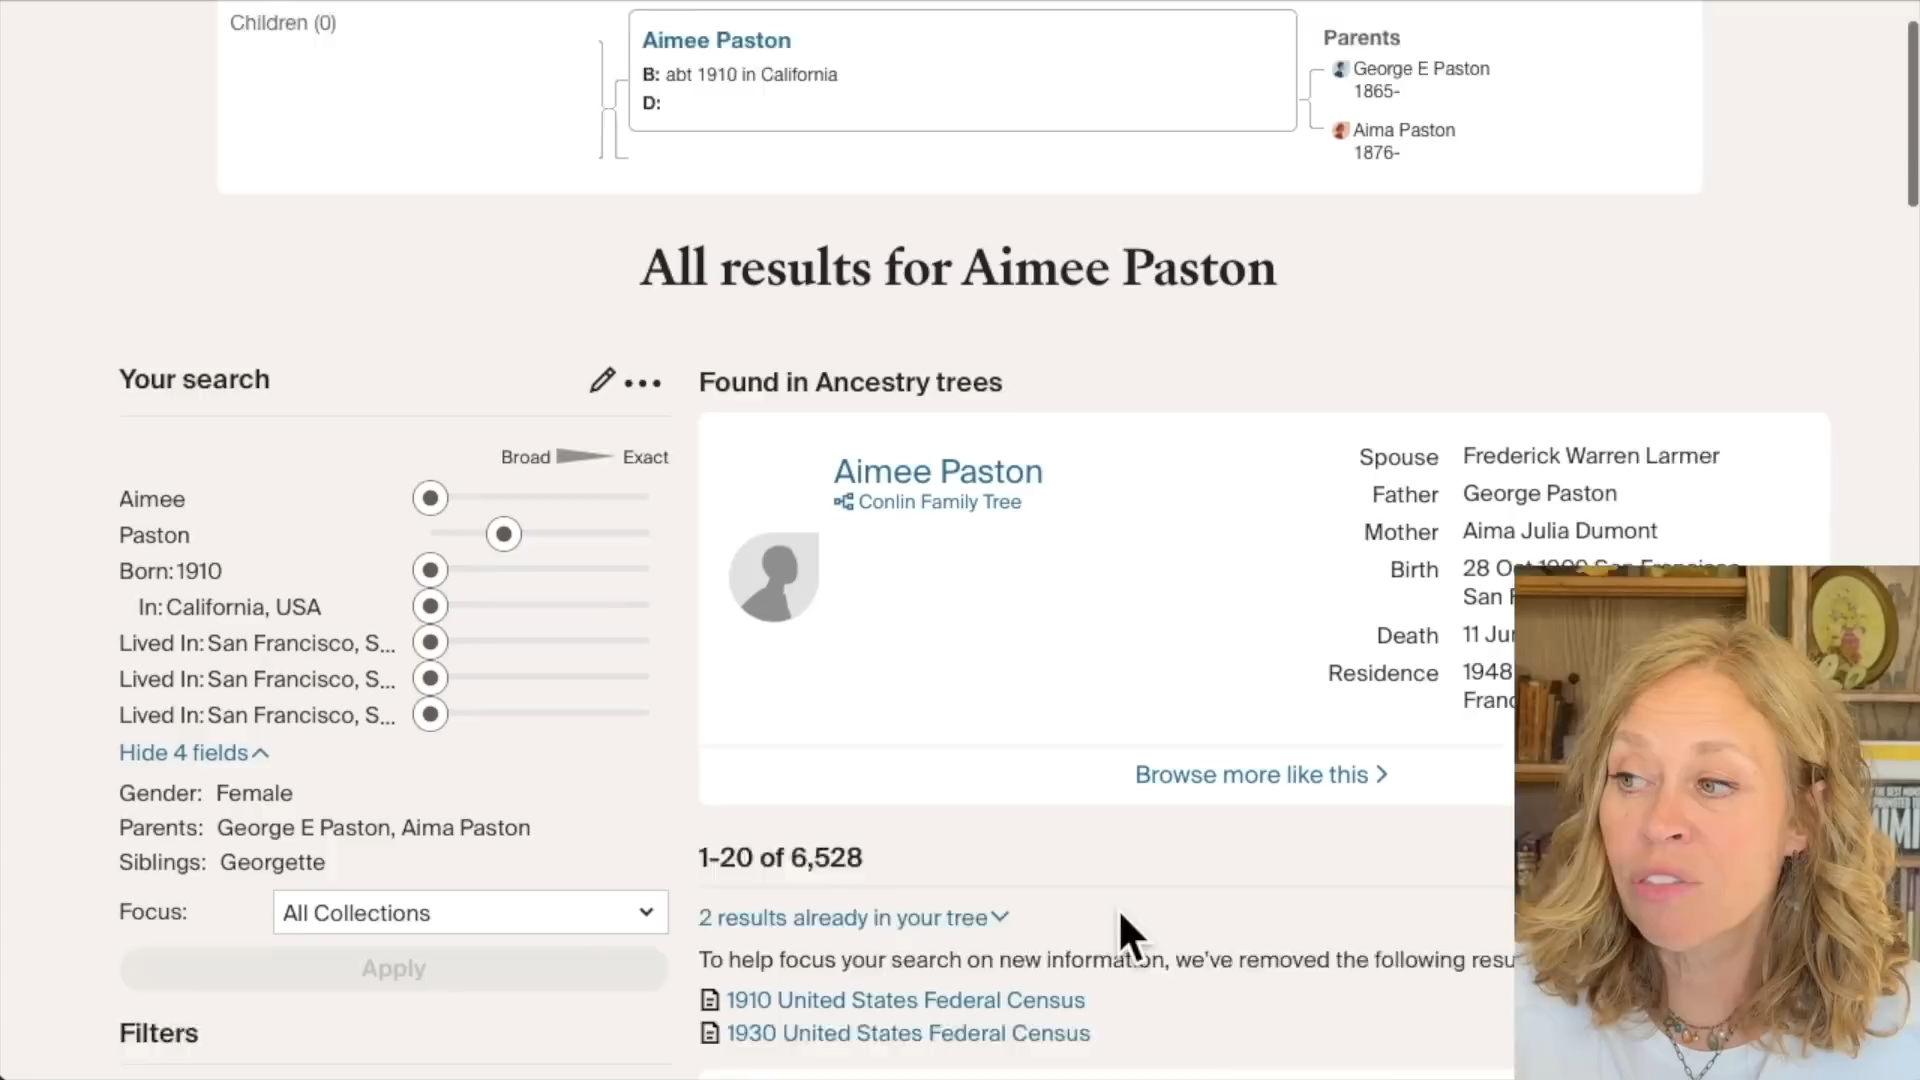 Children (0)
Aimee Paston
B: abt 1910 in California
D:
Parents
George E Paston
1865-
Aima Paston
1876-
All results for Aimee Paston
Your search
Broad Exact
Aimee
Paston
Born: 1910
In: California, USA
Lived In: San Francisco, S...
Lived In: San Francisco, S...
Lived In: San Francisco, S...
Hide 4 fields
Gender: Female
Parents: George E Paston, Aima Paston
Siblings: Georgette
Focus: All Collections
Apply
Filters
Found in Ancestry trees
Aimee Paston
Conlin Family Tree
Spouse Frederick Warren Larmer
Father George Paston
Mother Aima Julia Dumont
Birth 28
San
Death 11
Residence 1948
Browse more like this
1-20 of 6,528
2 results already in your tree
To help focus your search on new information, we've removed the following
1910 United States Federal Census
1930 United States Federal Census